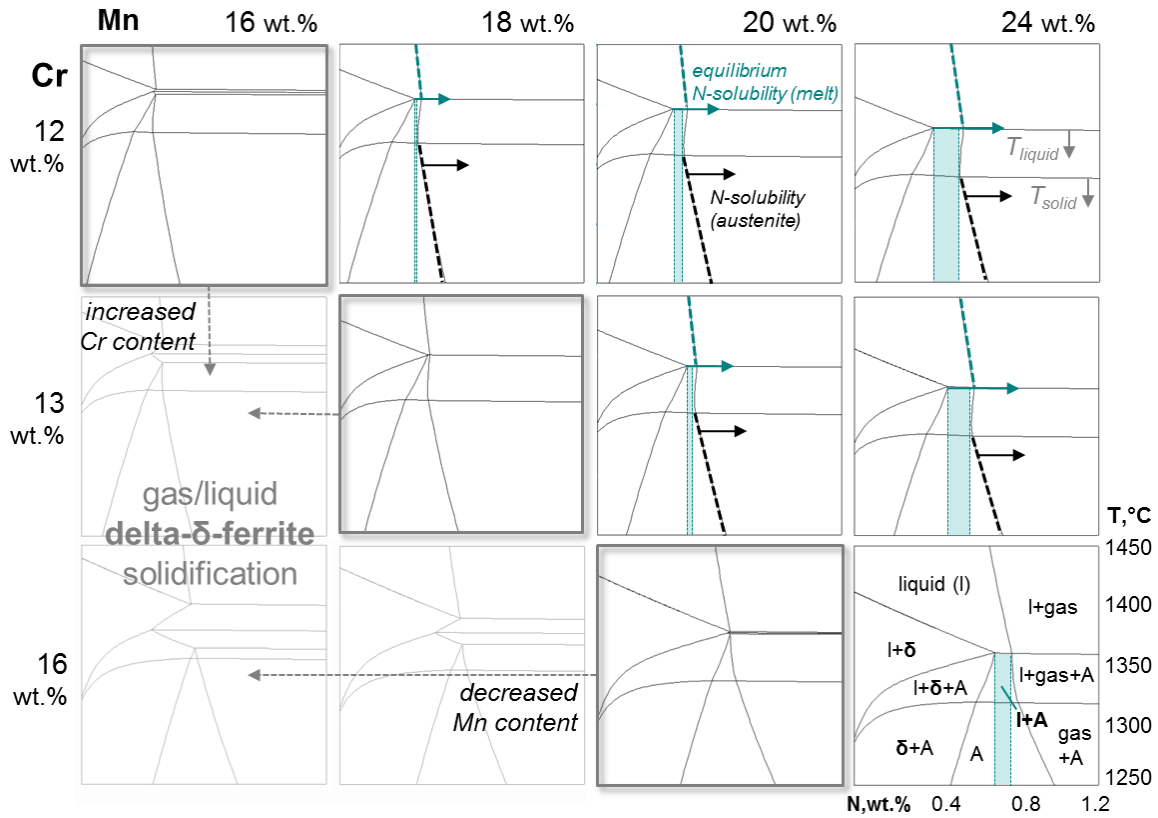 Mn 16 wt.% 18 wt.% 20 wt.% 24 wt.%
Cr
12
wt.%
equilibrium
N-solubility (melt)
N-solubility
(austenite)
Tliquid
Tsolid
increased
Cr content
13
wt.%
gas/liquid
delta-δ-ferrite
solidification
16
wt.%
decreased
Mn content
T,°C
1450
1400
1350
1300
1250
liquid (l)
l+gas
l+δ
l+gas+A
l+δ+A
l+A
δ+A
A
gas
+A
N,wt.% 0.4 0.8 1.2